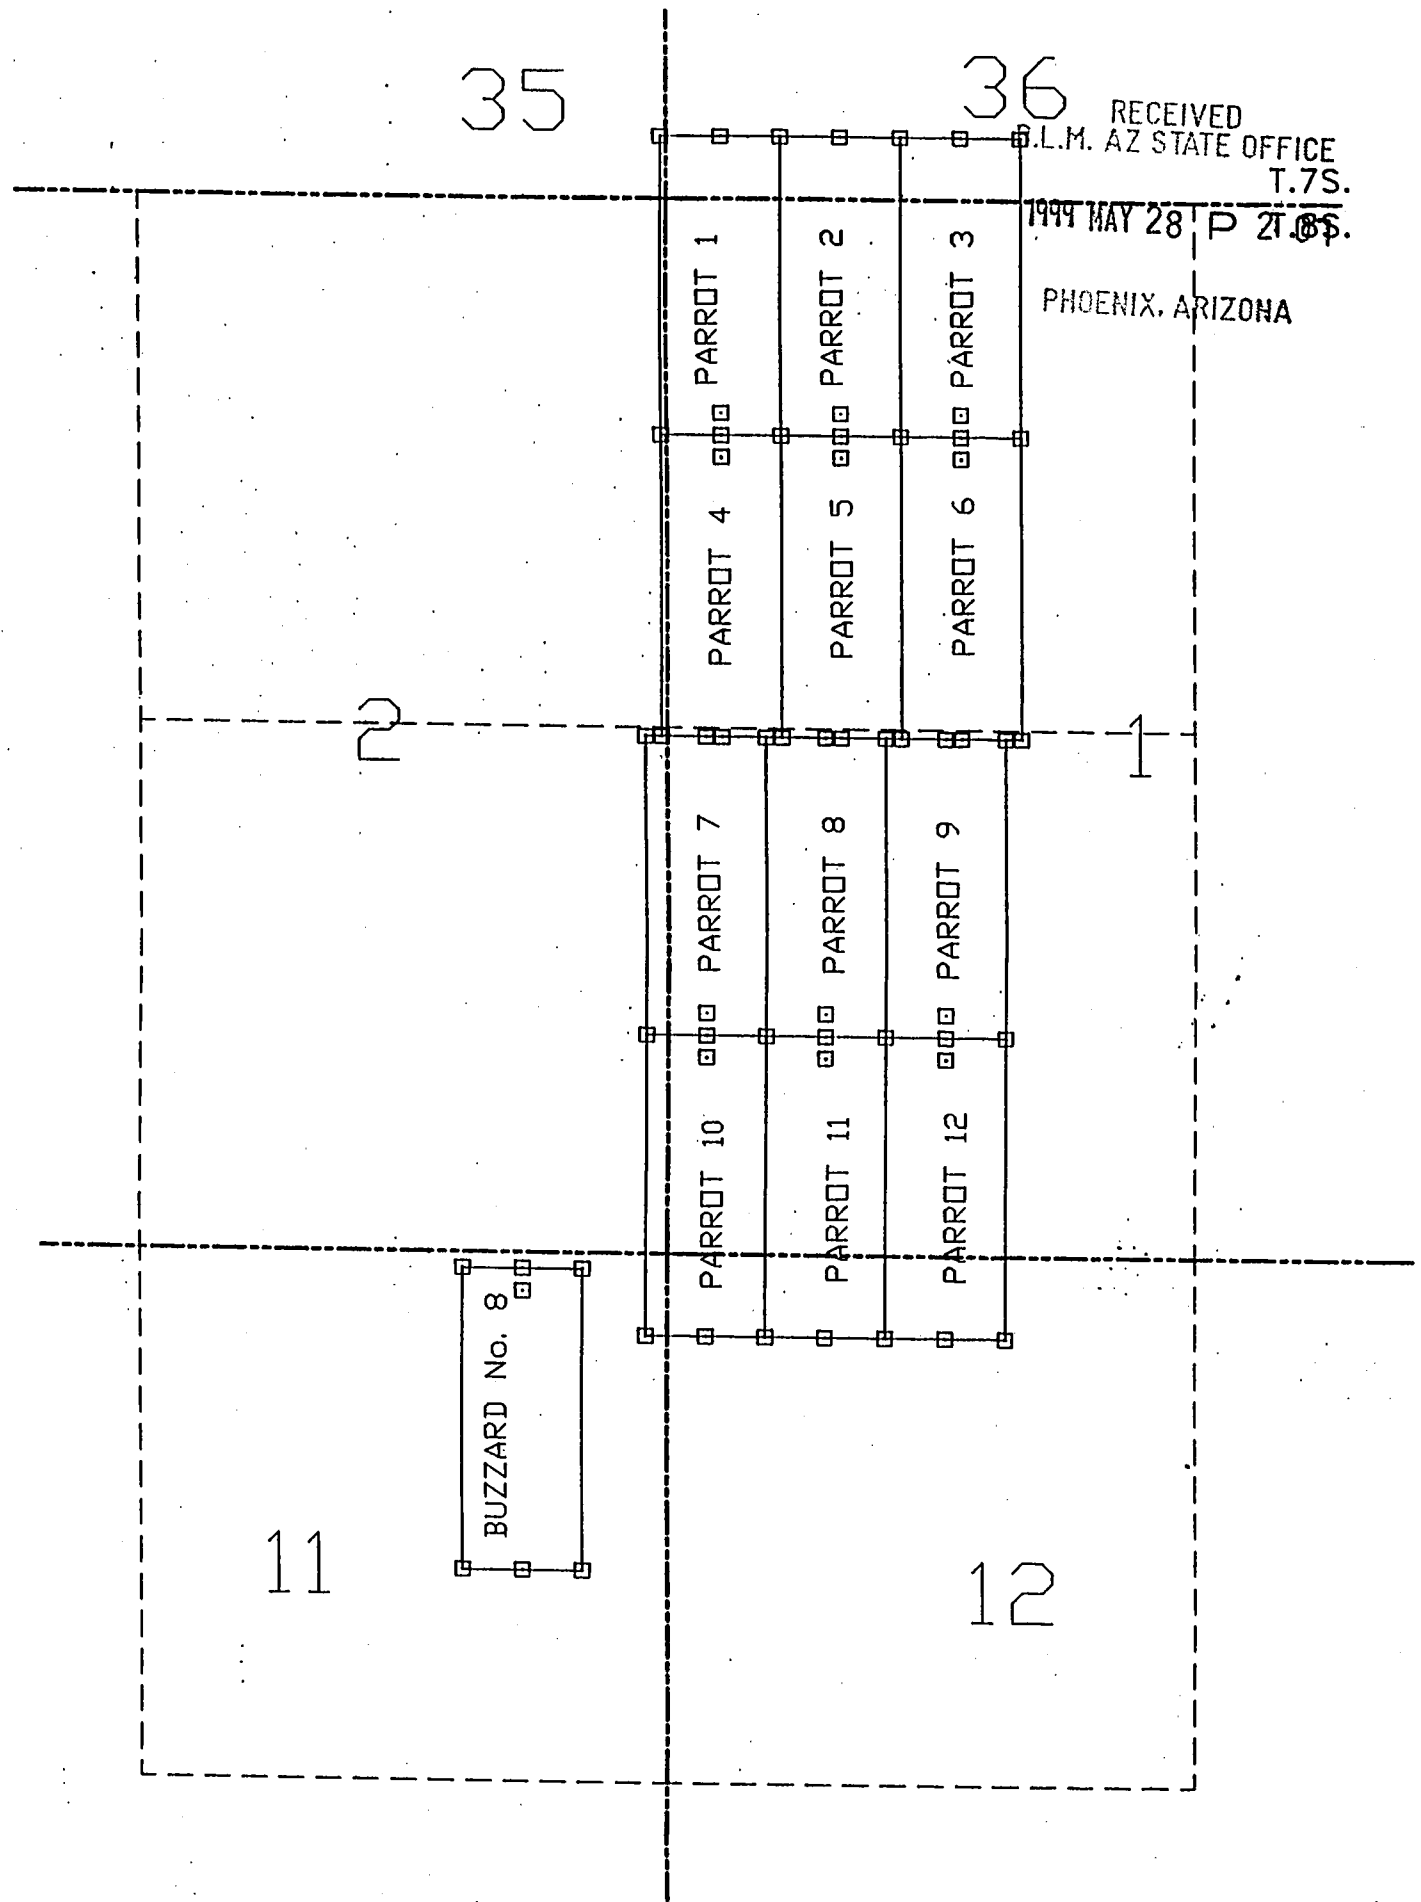 35
36
RECEIVED
B.L.M. AZ STATE OFFICE
T.7S.
T.8S.
1999 MAY 28 P 2:
PHOENIX, ARIZONA
PARROT 1
PARROT 2
PARROT 3
PARROT 4
PARROT 5
PARROT 6
2
1
PARROT 7
PARROT 8
PARROT 9
PARROT 10
PARROT 11
PARROT 12
BUZZARD No. 8
11
12